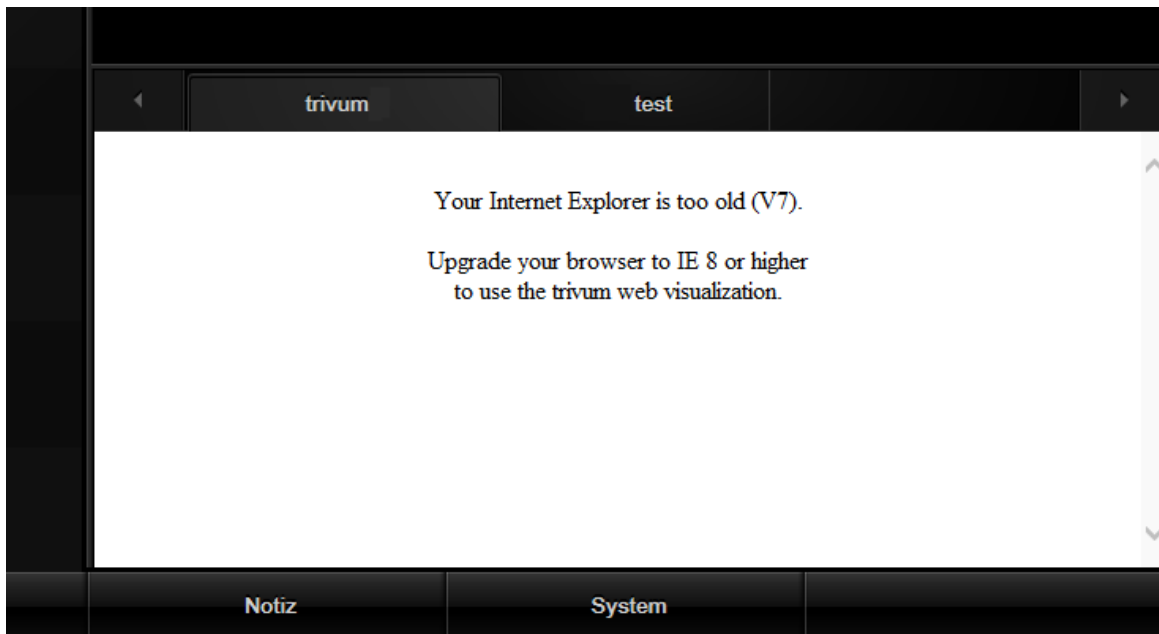 trivum
test
Your Internet Explorer is too old (V7).
Upgrade your browser to IE 8 or higher
to use the trivum web visualization.
Notiz
System